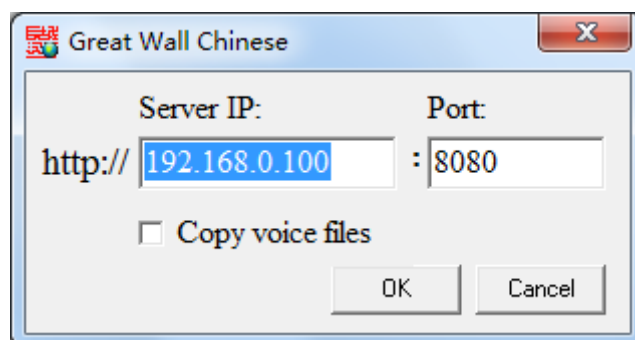 Great Wall Chinese
Server IP: Port:
http:// 192.168.0.100 : 8080
Copy voice files
OK Cancel